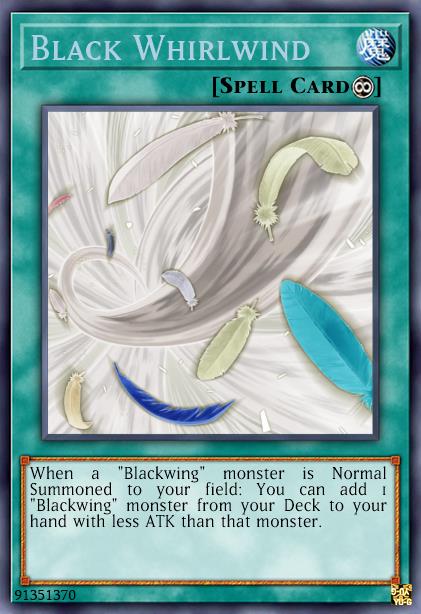 Black Whirlwind
[Spell Card]
When a "Blackwing" monster is Normal
Summoned to your field: You can add 1
"Blackwing" monster from your Deck to your
hand with less ATK than that monster.
91351370